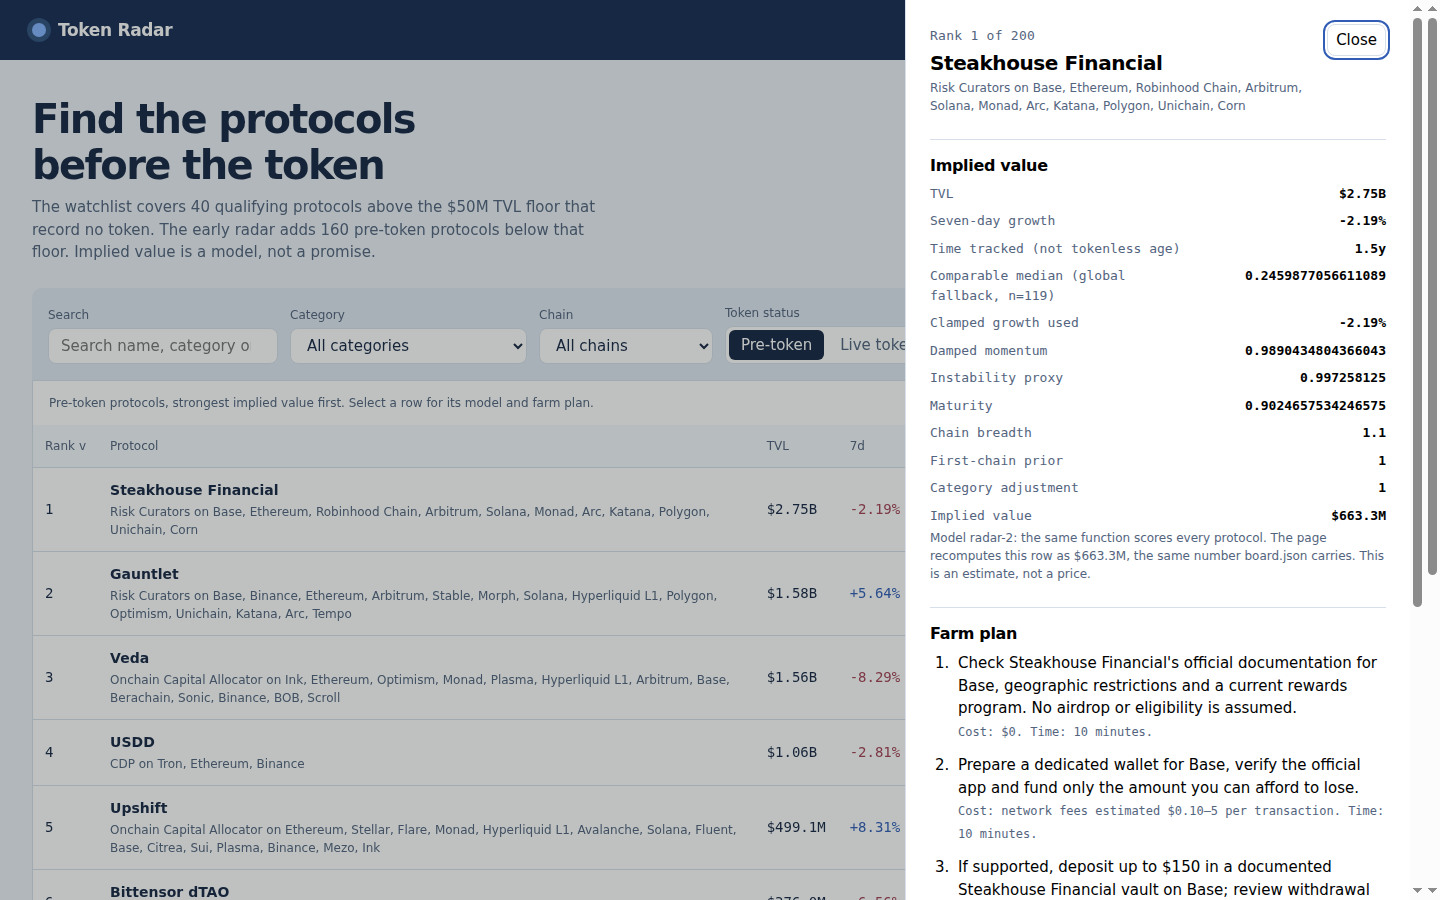 Token Radar
Find the protocols
before the token
The watchlist covers 40 qualifying protocols above the $50M TVL floor that
record no token. The early radar adds 160 pre-token protocols below that
floor. Implied value is a model, not a promise.
Search
Category
Chain
Token status
Search name, category o
All categories
All chains
Pre-token
Live toke
Pre-token protocols, strongest implied value first. Select a row for its model and farm plan.
Rank v
Protocol
TVL
7d
1
Steakhouse Financial
Risk Curators on Base, Ethereum, Robinhood Chain, Arbitrum, Solana, Monad, Arc, Katana, Polygon,
Unichain, Corn
$2.75B
-2.19%
2
Gauntlet
Risk Curators on Base, Binance, Ethereum, Arbitrum, Stable, Morph, Solana, Hyperliquid L1, Polygon,
Optimism, Unichain, Katana, Arc, Tempo
$1.58B
+5.64%
3
Veda
Onchain Capital Allocator on Ink, Ethereum, Optimism, Monad, Plasma, Hyperliquid L1, Arbitrum, Base,
Berachain, Sonic, Binance, BOB, Scroll
$1.56B
-8.29%
4
USDD
CDP on Tron, Ethereum, Binance
$1.06B
-2.81%
5
Upshift
Onchain Capital Allocator on Ethereum, Stellar, Flare, Monad, Hyperliquid L1, Avalanche, Solana, Fluent,
Base, Citrea, Sui, Plasma, Binance, Mezo, Ink
$499.1M
+8.31%
Bittensor dTAO
Rank 1 of 200
Close
Steakhouse Financial
Risk Curators on Base, Ethereum, Robinhood Chain, Arbitrum,
Solana, Monad, Arc, Katana, Polygon, Unichain, Corn
Implied value
TVL
$2.75B
Seven-day growth
-2.19%
Time tracked (not tokenless age)
1.5y
Comparable median (global
fallback, n=119)
0.2459877056611089
Clamped growth used
-2.19%
Damped momentum
0.9890434804366043
Instability proxy
0.997258125
Maturity
0.9024657534246575
Chain breadth
1.1
First-chain prior
1
Category adjustment
1
Implied value
$663.3M
Model radar-2: the same function scores every protocol. The page
recomputes this row as $663.3M, the same number board.json carries. This
is an estimate, not a price.
Farm plan
1. Check Steakhouse Financial's official documentation for
Base, geographic restrictions and a current rewards
program. No airdrop or eligibility is assumed.
Cost: $0. Time: 10 minutes.
2. Prepare a dedicated wallet for Base, verify the official
app and fund only the amount you can afford to lose.
Cost: network fees estimated $0.10–5 per transaction. Time:
10 minutes.
3. If supported, deposit up to $150 in a documented
Steakhouse Financial vault on Base; review withdrawal